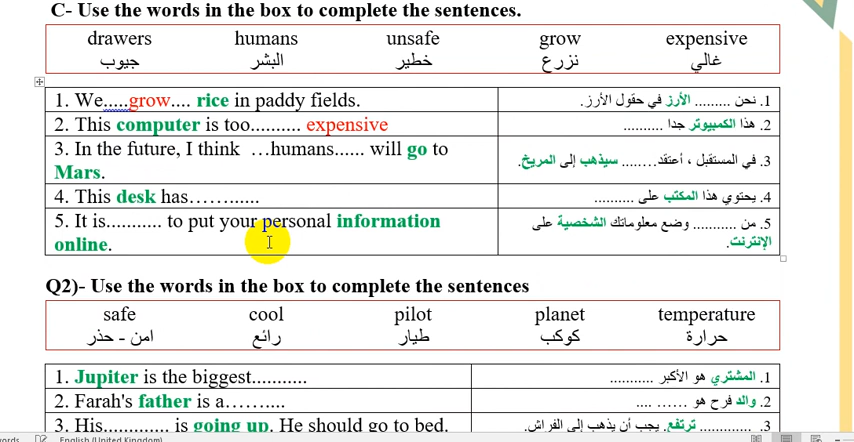 C- Use the words in the box to complete the sentences.
drawers humans unsafe grow expensive
جيوب البشر خطير نزرع غالي
1. We.....grow.... rice in paddy fields.
1. نحن ......... الأرز في حقول الأرز.
2. This computer is too.......... expensive
2. هذا الكمبيوتر جدا ..........
3. In the future, I think …humans...... will go to
Mars.
3. في المستقبل ، أعتقد......... سيذهب إلى المريخ.
4. This desk has…….......
4. يحتوي هذا المكتب على ..........
5. It is........... to put your personal information
online.
5. من ........... وضع معلوماتك الشخصية على
الإنترنت.
Q2)- Use the words in the box to complete the sentences
safe cool pilot planet temperature
امن - حذر رائع طيار كوكب حرارة
1. Jupiter is the biggest...........
1. المشتري هو الأكبر ...........
2. Farah's father is a……....
2. والد فرح هو ...... ....
3. His............. is going up. He should go to bed.
3. ............ ترتفع. يجب أن يذهب إلى الفراش.
English (United Kingdom)